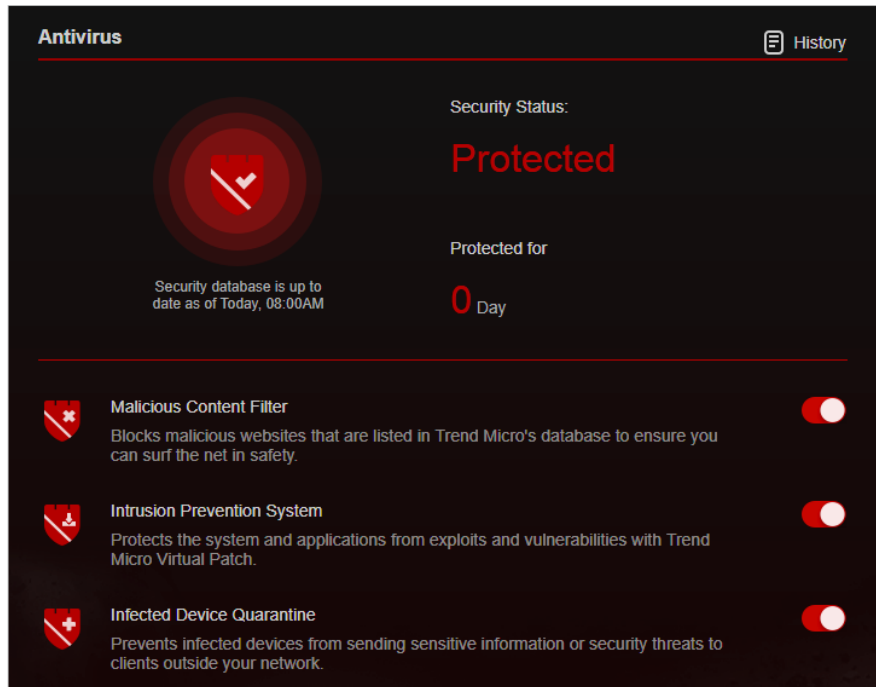 Antivirus
History
Security Status:
Protected
Security database is up to
date as of Today, 08:00AM
Protected for
0 Day
Malicious Content Filter
Blocks malicious websites that are listed in Trend Micro's database to ensure you
can surf the net in safety.
Intrusion Prevention System
Protects the system and applications from exploits and vulnerabilities with Trend
Micro Virtual Patch.
Infected Device Quarantine
Prevents infected devices from sending sensitive information or security threats to
clients outside your network.